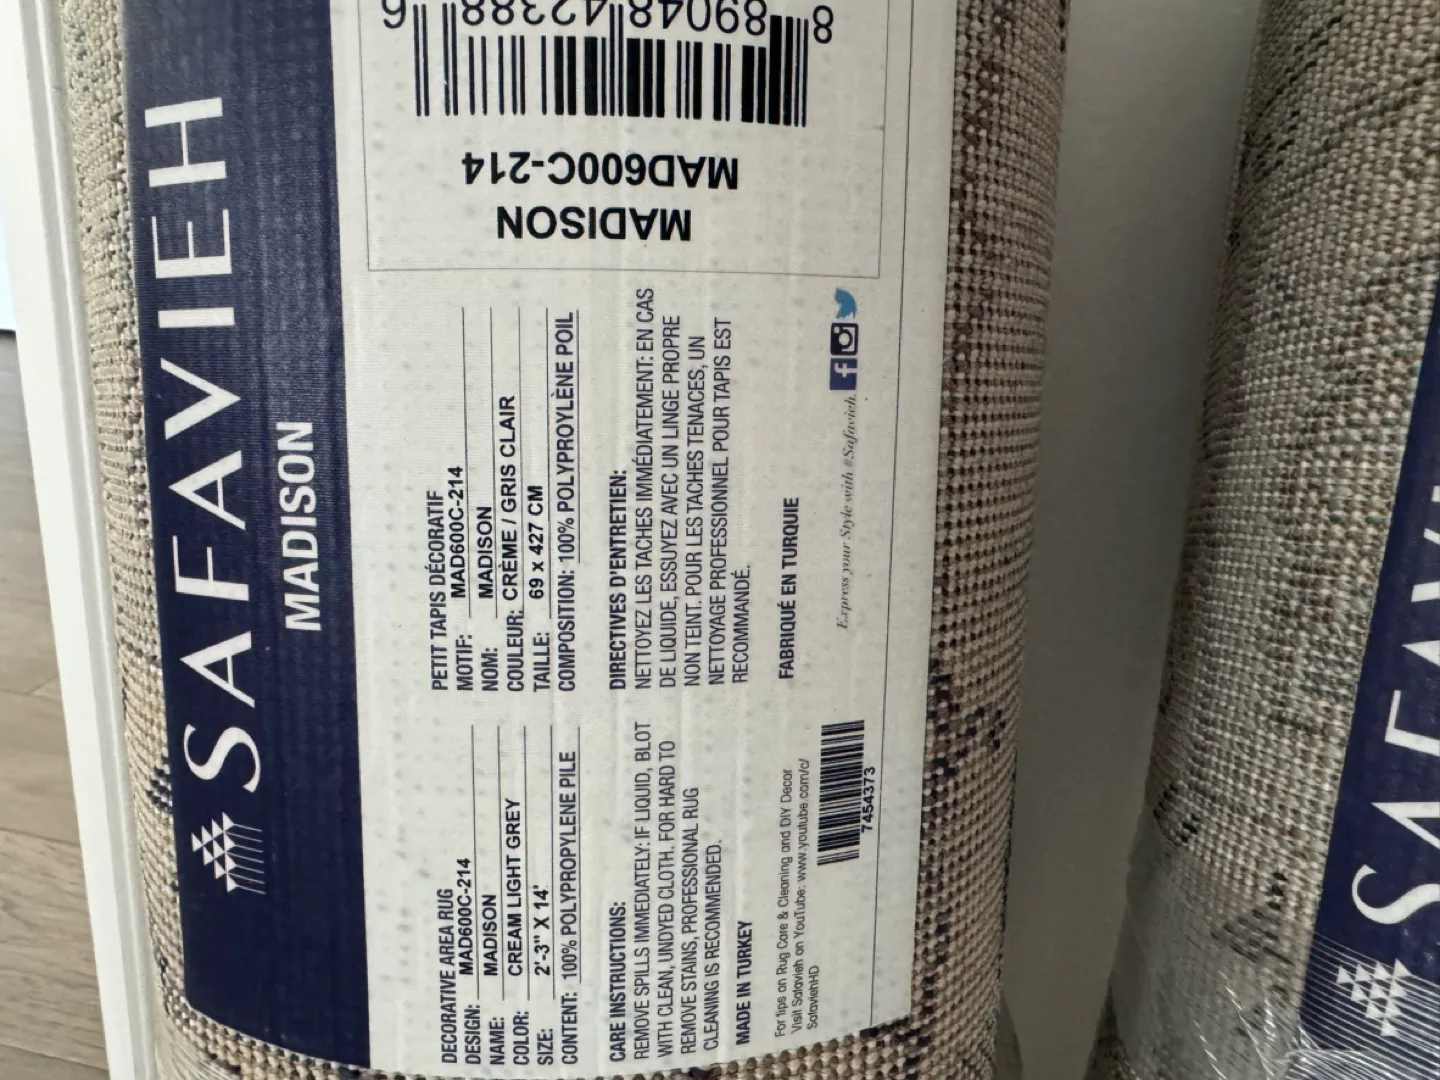 SAFAVIEH
MADISON
DECORATIVE AREA RUG
DESIGN: MAD600C-214
NAME: MADISON
COLOR: CREAM LIGHT GREY
SIZE: 2'-3" X 14'
CONTENT: 100% POLYPROPYLENE PILE
CARE INSTRUCTIONS:
REMOVE SPILLS IMMEDIATELY: IF LIQUID, BLOT
WITH CLEAN, UNDYED CLOTH. FOR HARD TO
REMOVE STAINS, PROFESSIONAL RUG
CLEANING IS RECOMMENDED.
MADE IN TURKEY
For Tips on Rug Care & Cleaning and DIY Decor
Visit Safavieh on YouTube: www.youtube.com/c/
SafaviehHD
7454373
PETIT TAPIS DÉCORATIF
MOTIF: MAD600C-214
NOM: MADISON
COULEUR: CRÈME / GRIS CLAIR
TAILLE: 69 x 427 CM
COMPOSITION: 100% POLYPROYLÈNE POIL
DIRECTIVES D'ENTRETIEN:
NETTOYEZ LES TACHES IMMÉDIATEMENT: EN CAS
DE LIQUIDE, ESSUYEZ AVEC UN LINGE PROPRE
NON TEINT. POUR LES TACHES TENACES, UN
NETTOYAGE PROFESSIONNEL POUR TAPIS EST
RECOMMANDÉ.
FABRIQUÉ EN TURQUIE
Express your Style with #Safavieh.
MADISON
MAD600C-214
8 89048 42388 6
SAFAV